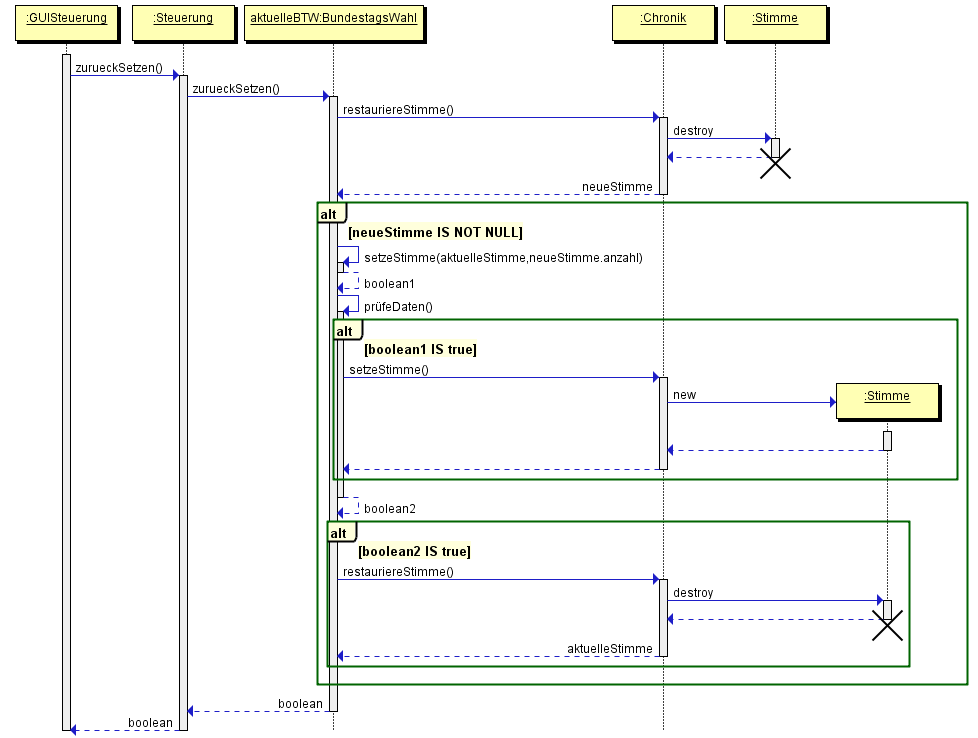 :GUISteuerung
:Steuerung
aktuelleBTW:BundestagsWahl
:Chronik
:Stimme
zurueckSetzen()
zurueckSetzen()
restauriereStimme()
destroy
neueStimme
alt
[neueStimme IS NOT NULL]
setzeStimme(aktuelleStimme,neueStimme.anzahl)
boolean1
prüfeDaten()
alt
[boolean1 IS true]
setzeStimme()
new
:Stimme
boolean2
alt
[boolean2 IS true]
restauriereStimme()
destroy
aktuelleStimme
boolean
boolean